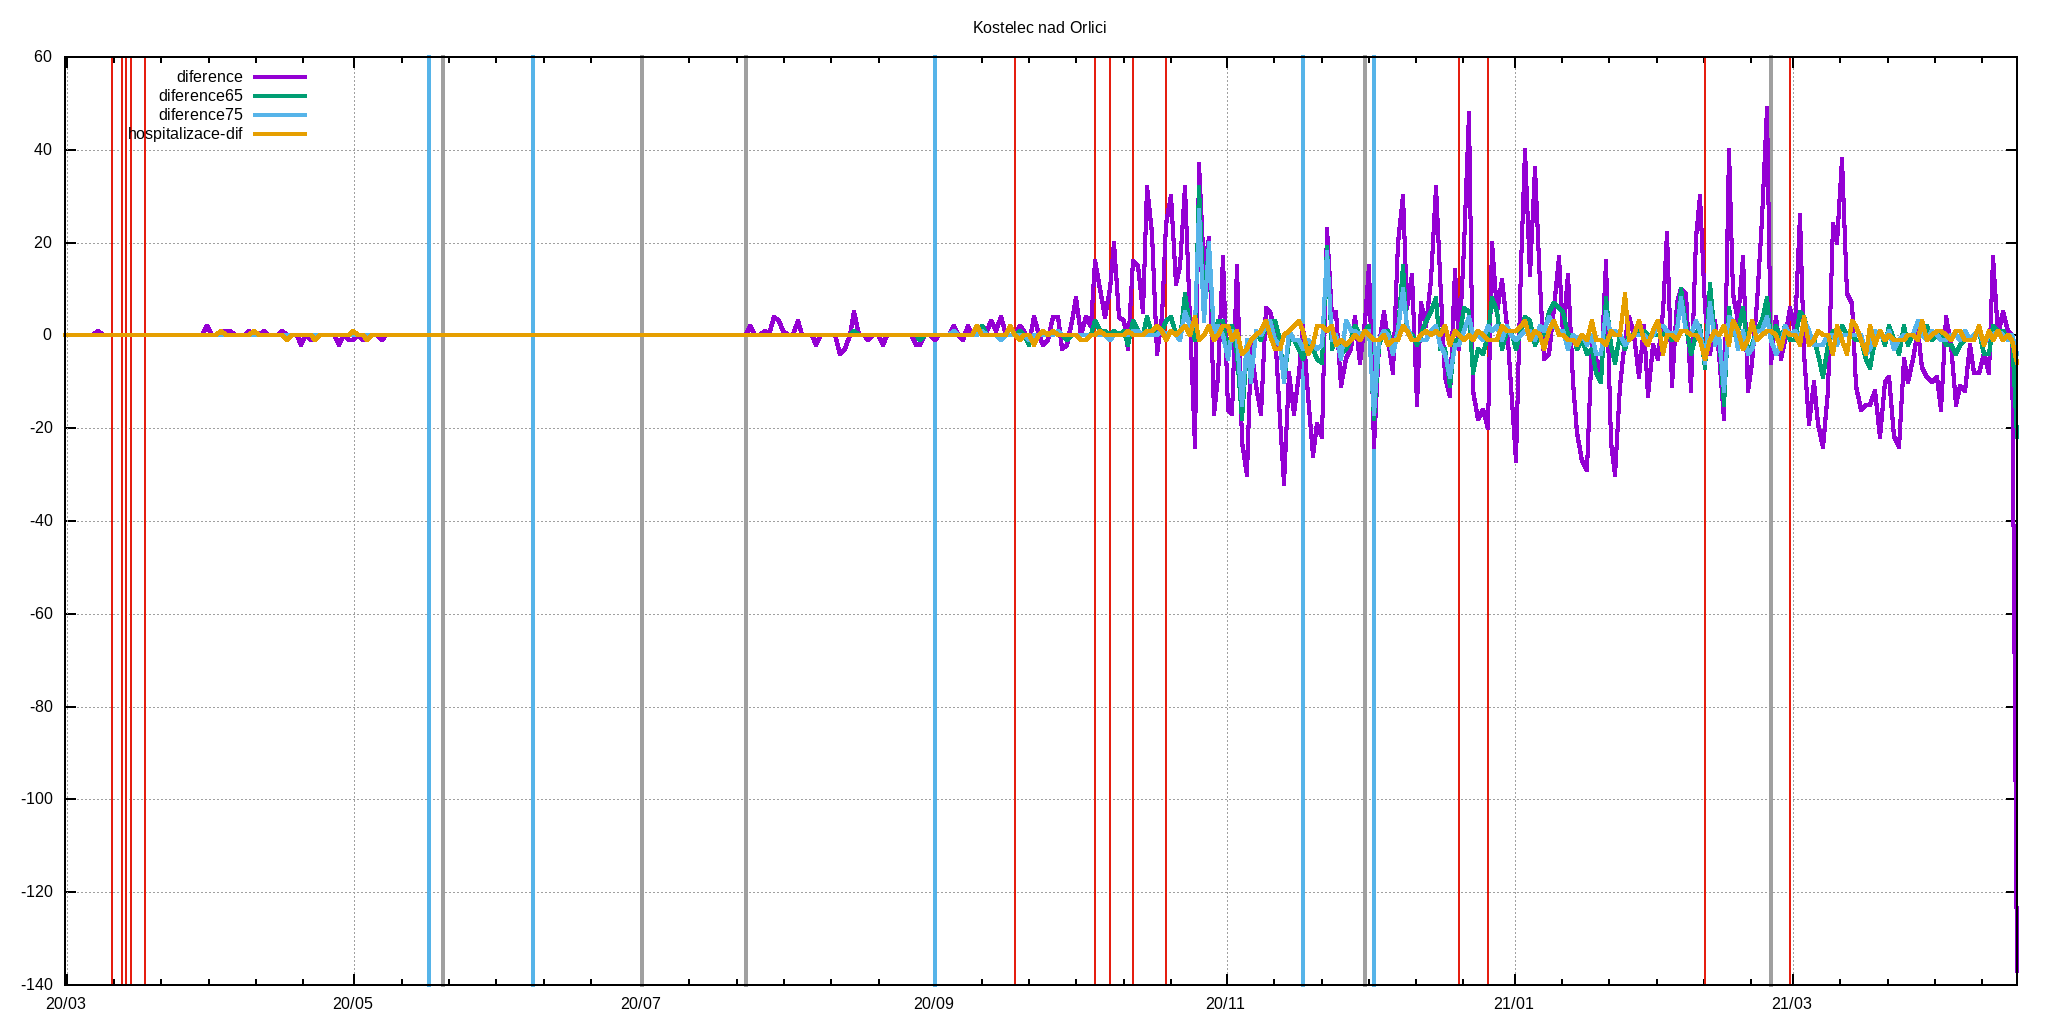 Kostelec nad Orlici
60
40
20
0
-20
-40
-60
-80
-100
-120
-140
diference
diference65
diference75
hospitalizace-dif
20/03 20/05 20/07 20/09 20/11 21/01 21/03